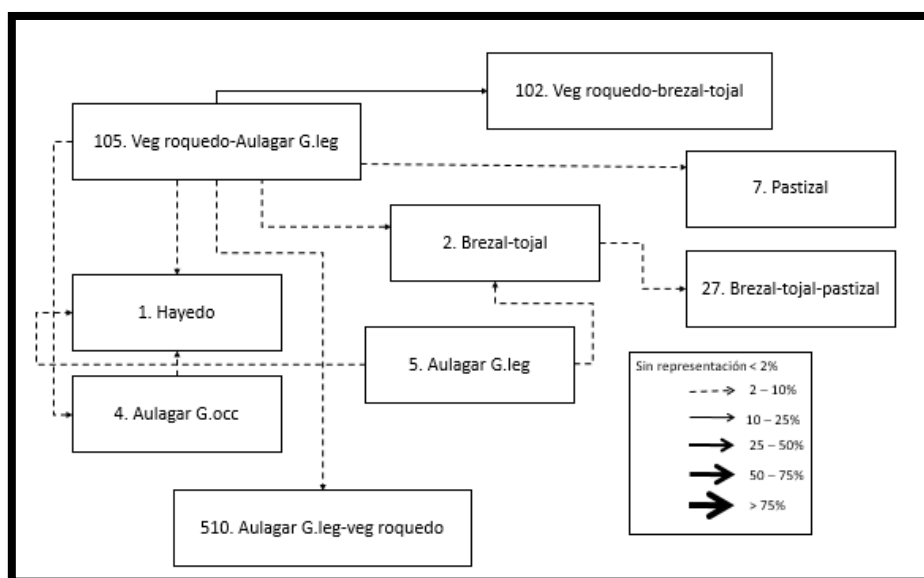 102. Veg roquedo-brezal-tojal
105. Veg roquedo-Aulagar G.leg
7. Pastizal
2. Brezal-tojal
27. Brezal-tojal-pastizal
1. Hayedo
5. Aulagar G.leg
4. Aulagar G.occ
510. Aulagar G.leg-veg roquedo
Sin representación < 2%
2 – 10%
10 – 25%
25 – 50%
50 – 75%
> 75%